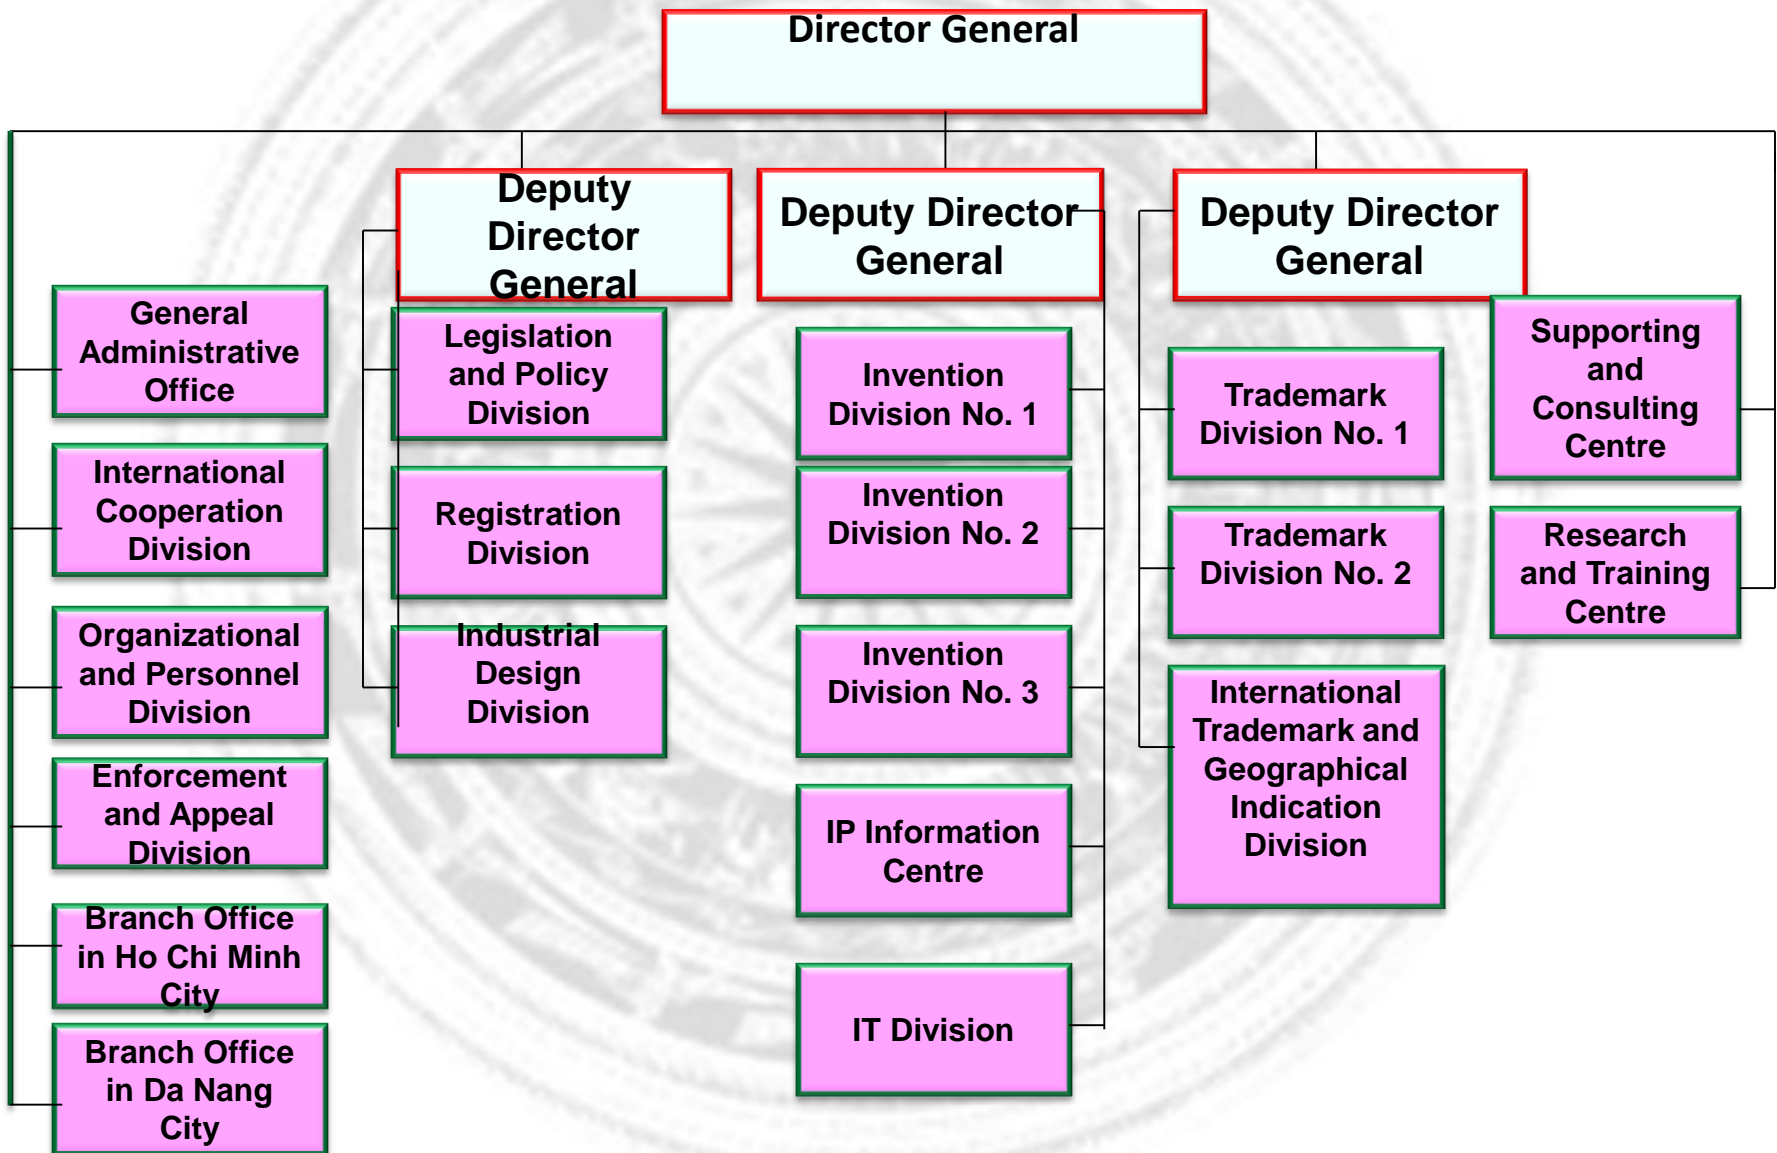 Director General
Deputy
Director
General
Deputy Director
General
Deputy Director
General
General
Administrative
Office
International
Cooperation
Division
Organizational
and Personnel
Division
Enforcement
and Appeal
Division
Branch Office
in Ho Chi Minh
City
Branch Office
in Da Nang
City
Legislation
and Policy
Division
Registration
Division
Industrial
Design
Division
Invention
Division No. 1
Invention
Division No. 2
Invention
Division No. 3
IP Information
Centre
IT Division
Trademark
Division No. 1
Trademark
Division No. 2
International
Trademark and
Geographical
Indication
Division
Supporting
and
Consulting
Centre
Research
and Training
Centre